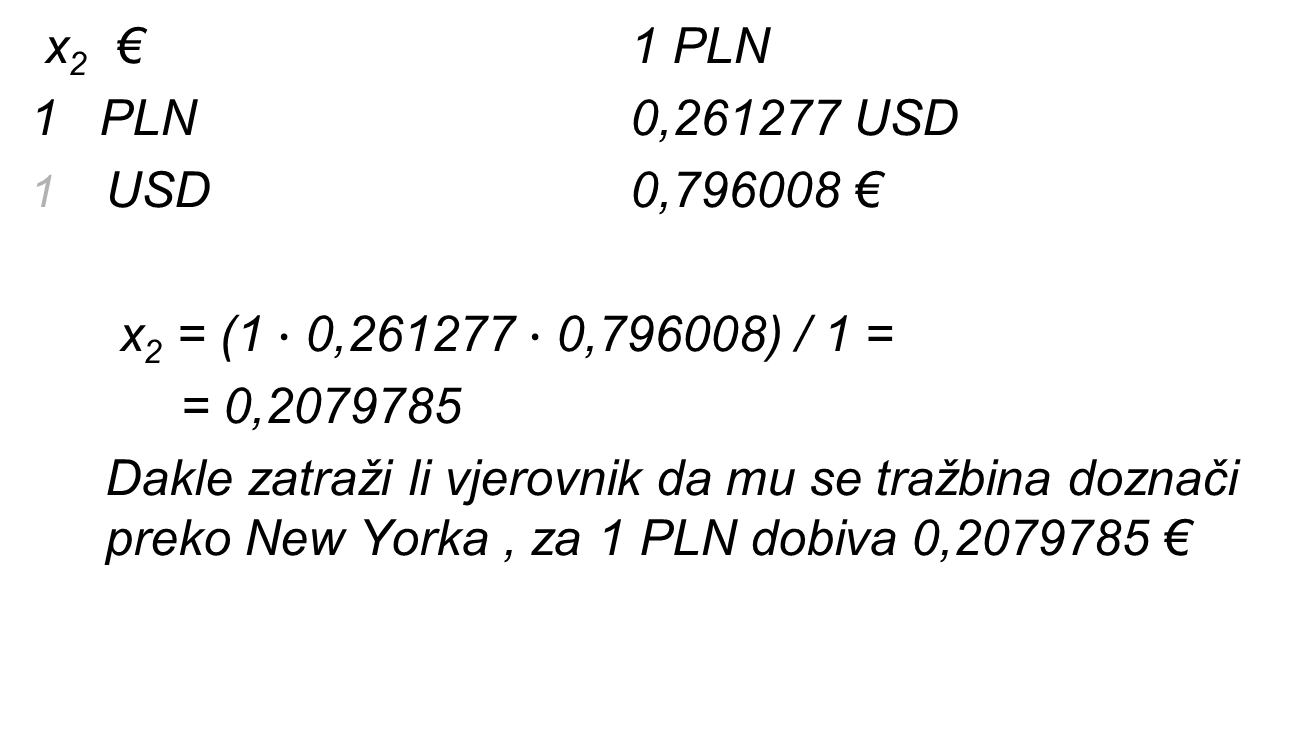 x₂ € 1 PLN
1 PLN 0,261277 USD
1 USD 0,796008 €
x₂ = (1 · 0,261277 · 0,796008) / 1 =
= 0,2079785
Dakle zatraži li vjerovnik da mu se tražbina doznači
preko New Yorka , za 1 PLN dobiva 0,2079785 €